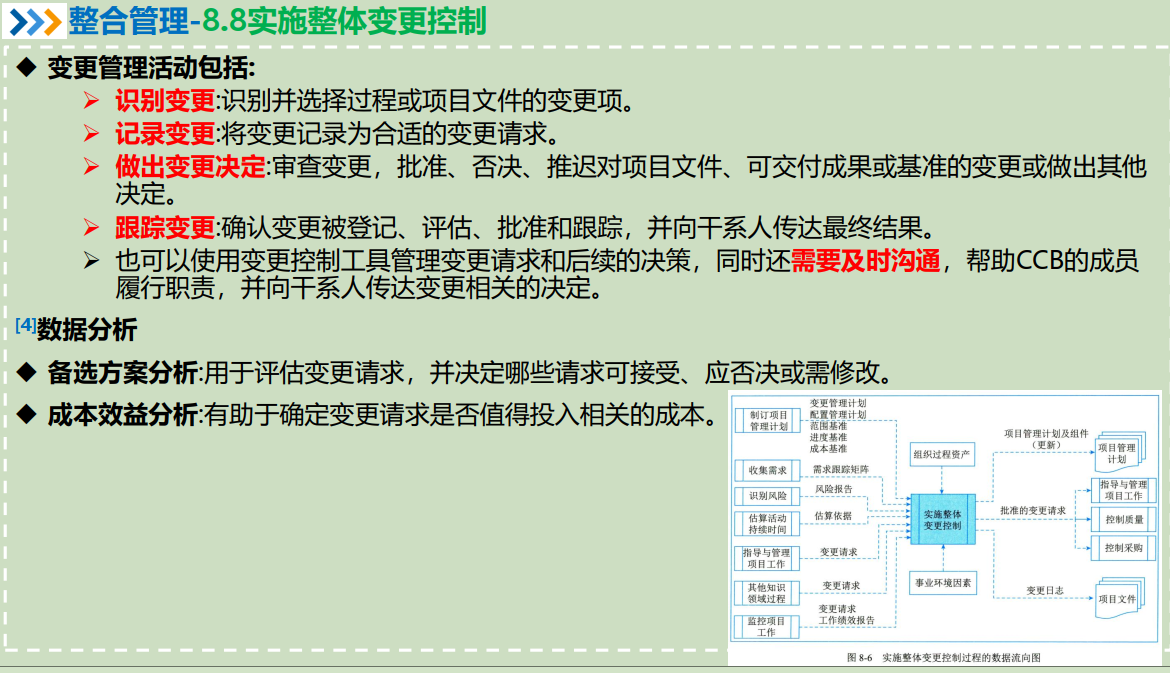 整合管理-8.8实施整体变更控制
◆ 变更管理活动包括:
➢ 识别变更:识别并选择过程或项目文件的变更项。
➢ 记录变更:将变更记录为合适的变更请求。
➢ 做出变更决定:审查变更，批准、否决、推迟对项目文件、可交付成果或基准的变更或做出其他
决定。
➢ 跟踪变更:确认变更被登记、评估、批准和跟踪，并向干系人传达最终结果。
➢ 也可以使用变更控制工具管理变更请求和后续的决策，同时还需要及时沟通，帮助CCB的成员
履行职责，并向干系人传达变更相关的决定。
[4]数据分析
◆ 备选方案分析:用于评估变更请求，并决定哪些请求可接受、应否决或需修改。
◆ 成本效益分析:有助于确定变更请求是否值得投入相关的成本。
制订项目
管理计划
变更管理计划
配置管理计划
范围基准
进度基准
成本基准
收集需求
需求跟踪矩阵
识别风险
风险报告
估算活动
持续时间
估算依据
指导与管理
项目工作
变更请求
其他知识
领域过程
变更请求
监控项目
工作
变更请求
工作绩效报告
组织过程资产
实施整体
变更控制
事业环境因素
项目管理计划及组件
（更新）
项目管理
计划
批准的变更请求
指导与管理
项目工作
控制质量
控制采购
变更日志
项目文件
图 8-6 实施整体变更控制过程的数据流向图